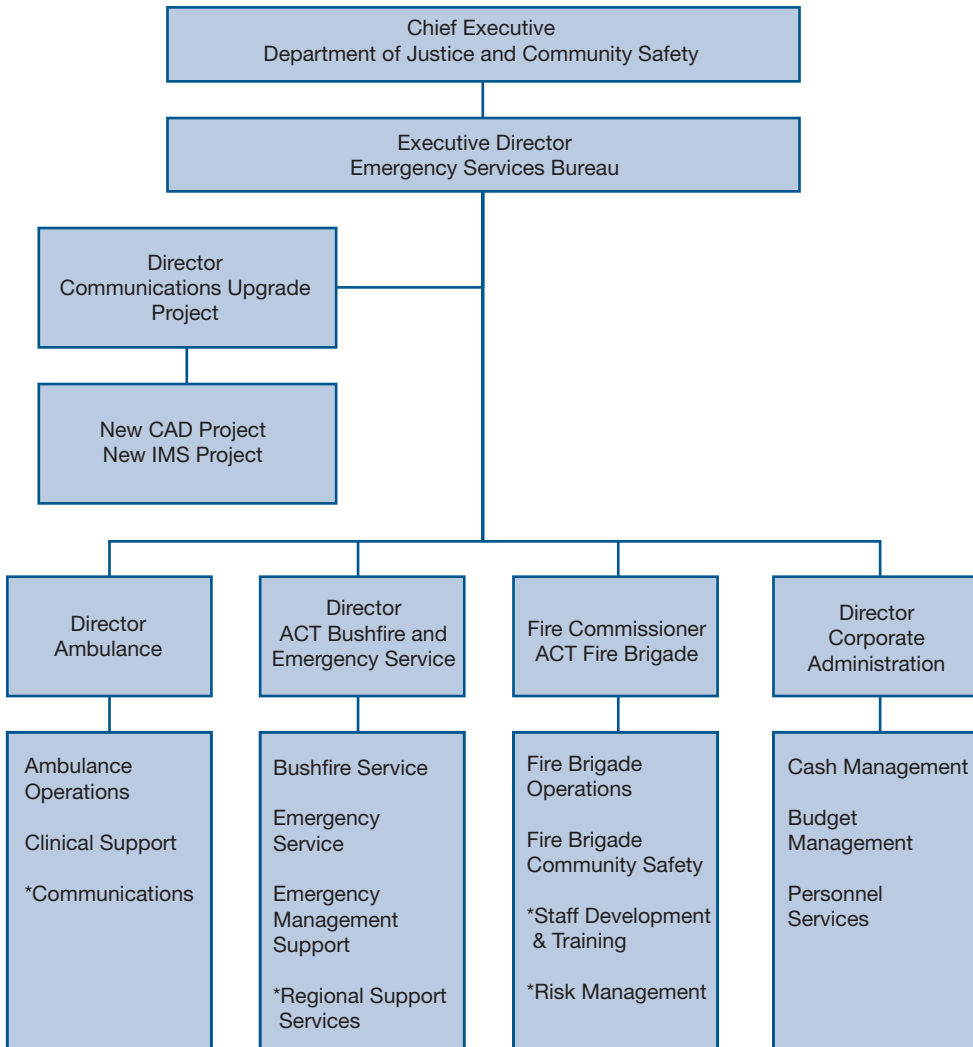 Chief Executive
Department of Justice and Community Safety
Executive Director
Emergency Services Bureau
Director
Communications Upgrade
Project
New CAD Project
New IMS Project
Director
Ambulance
Director
ACT Bushfire and
Emergency Service
Fire Commissioner
ACT Fire Brigade
Director
Corporate
Administration
Ambulance
Operations
Clinical Support
*Communications
Bushfire Service
Emergency
Service
Emergency
Management
Support
*Regional Support
Services
Fire Brigade
Operations
Fire Brigade
Community Safety
*Staff Development
& Training
*Risk Management
Cash Management
Budget
Management
Personnel
Services